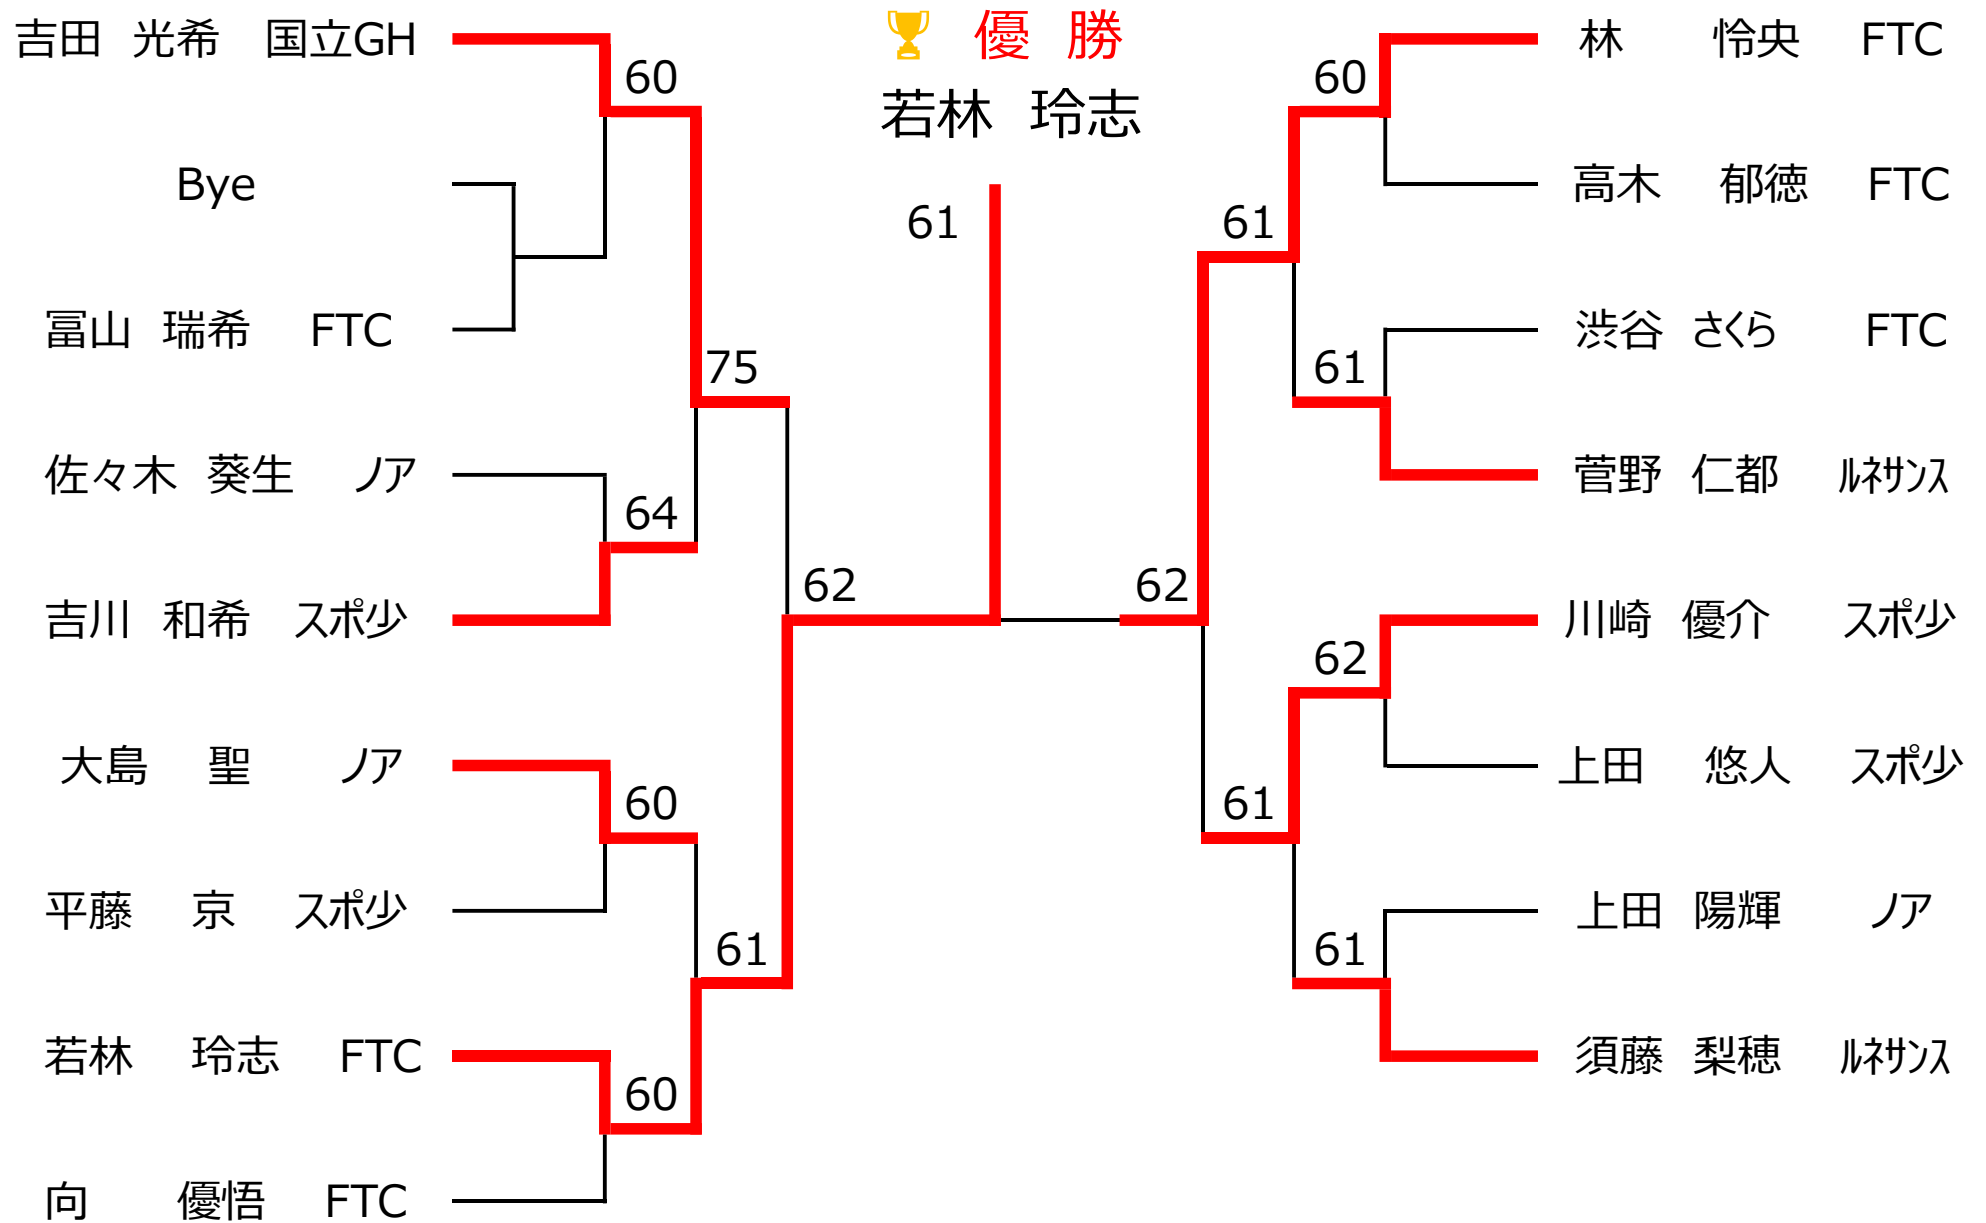 優 勝
若林 玲志
61
吉田 光希 国立GH
60
Bye
冨山 瑞希 FTC
75
佐々木 葵生 ノア
64
吉川 和希 スポ少
62
大島 聖 ノア
60
平藤 京 スポ少
61
若林 玲志 FTC
60
向 優悟 FTC
林 怜央 FTC
60
高木 郁徳 FTC
61
渋谷 さくら FTC
61
菅野 仁都 ルネサンス
62
川崎 優介 スポ少
62
上田 悠人 スポ少
61
上田 陽輝 ノア
61
須藤 梨穂 ルネサンス